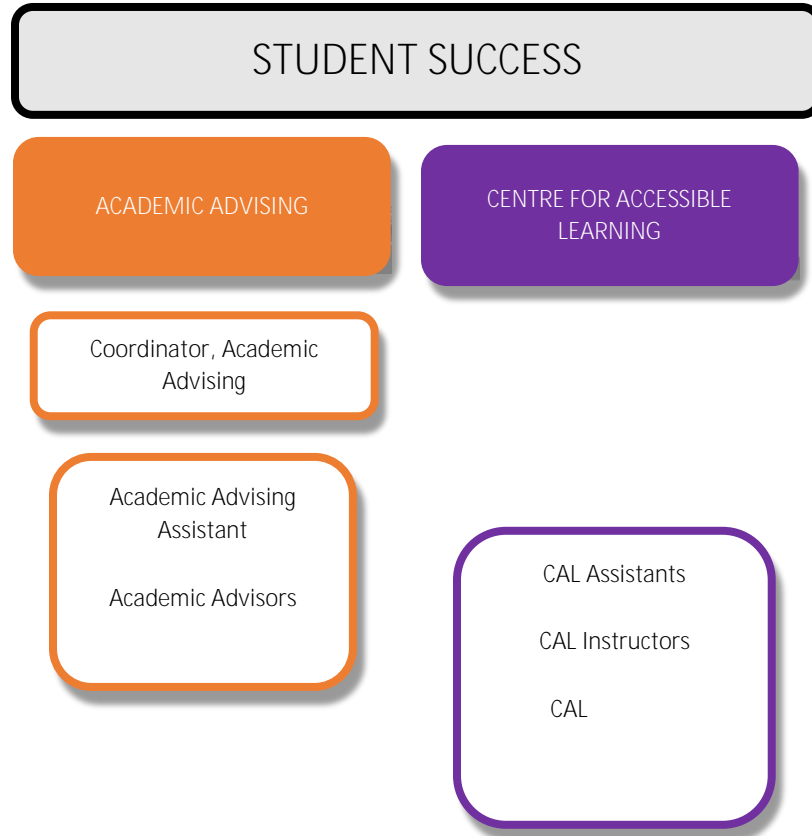 STUDENT SUCCESS
ACADEMIC ADVISING
CENTRE FOR ACCESSIBLE
LEARNING
Coordinator, Academic
Advising
Academic Advising
Assistant
Academic Advisors
CAL Assistants
CAL Instructors
CAL